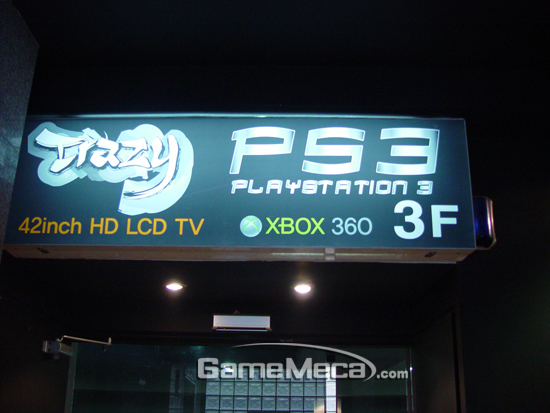 Trazy
PS3
PLAYSTATION 3
42inch HD LCD TV
XBOX 360
3F
GameMeca.com